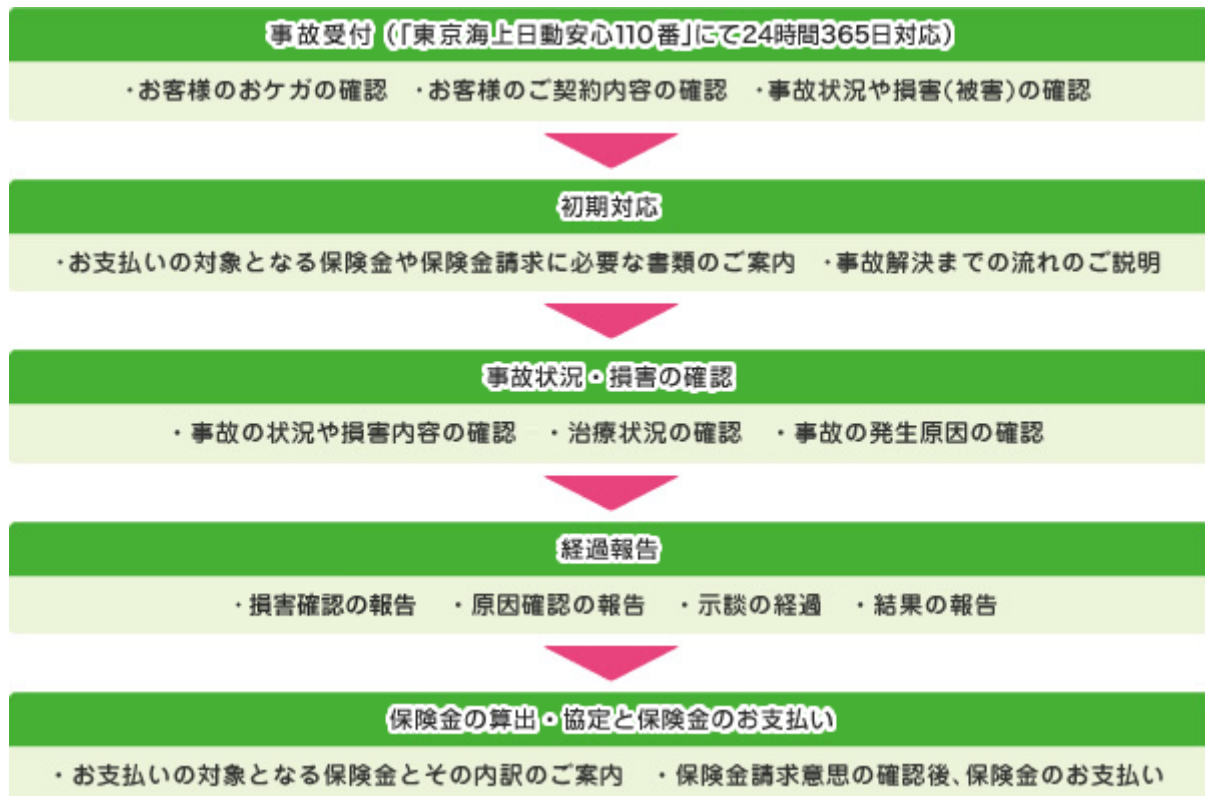 事故受付（「東京海上日動安心110番」にて24時間365日対応）
・お客様のおケガの確認　・お客様のご契約内容の確認　・事故状況や損害(被害)の確認
初期対応
・お支払いの対象となる保険金や保険金請求に必要な書類のご案内　・事故解決までの流れのご説明
事故状況・損害の確認
・事故の状況や損害内容の確認　・治療状況の確認　・事故の発生原因の確認
経過報告
・損害確認の報告　・原因確認の報告　・示談の経過　・結果の報告
保険金の算出・協定と保険金のお支払い
・お支払いの対象となる保険金とその内訳のご案内　・保険金請求意思の確認後、保険金のお支払い